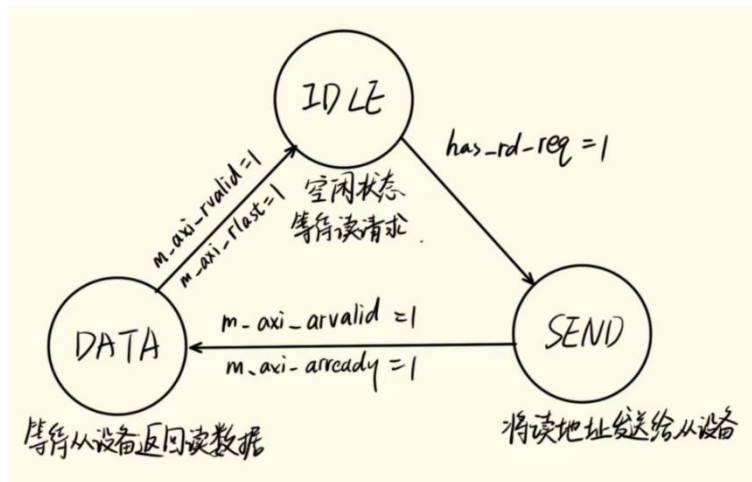 IDLE
has_rd_req=1
m_axi_rvalid=1
m_axi_rlast=1
空闲状态
等待读请求.
m_axi_arvalid=1
m_axi_arready=1
DATA
SEND
等待从设备返回读数据
将读地址发送给从设备